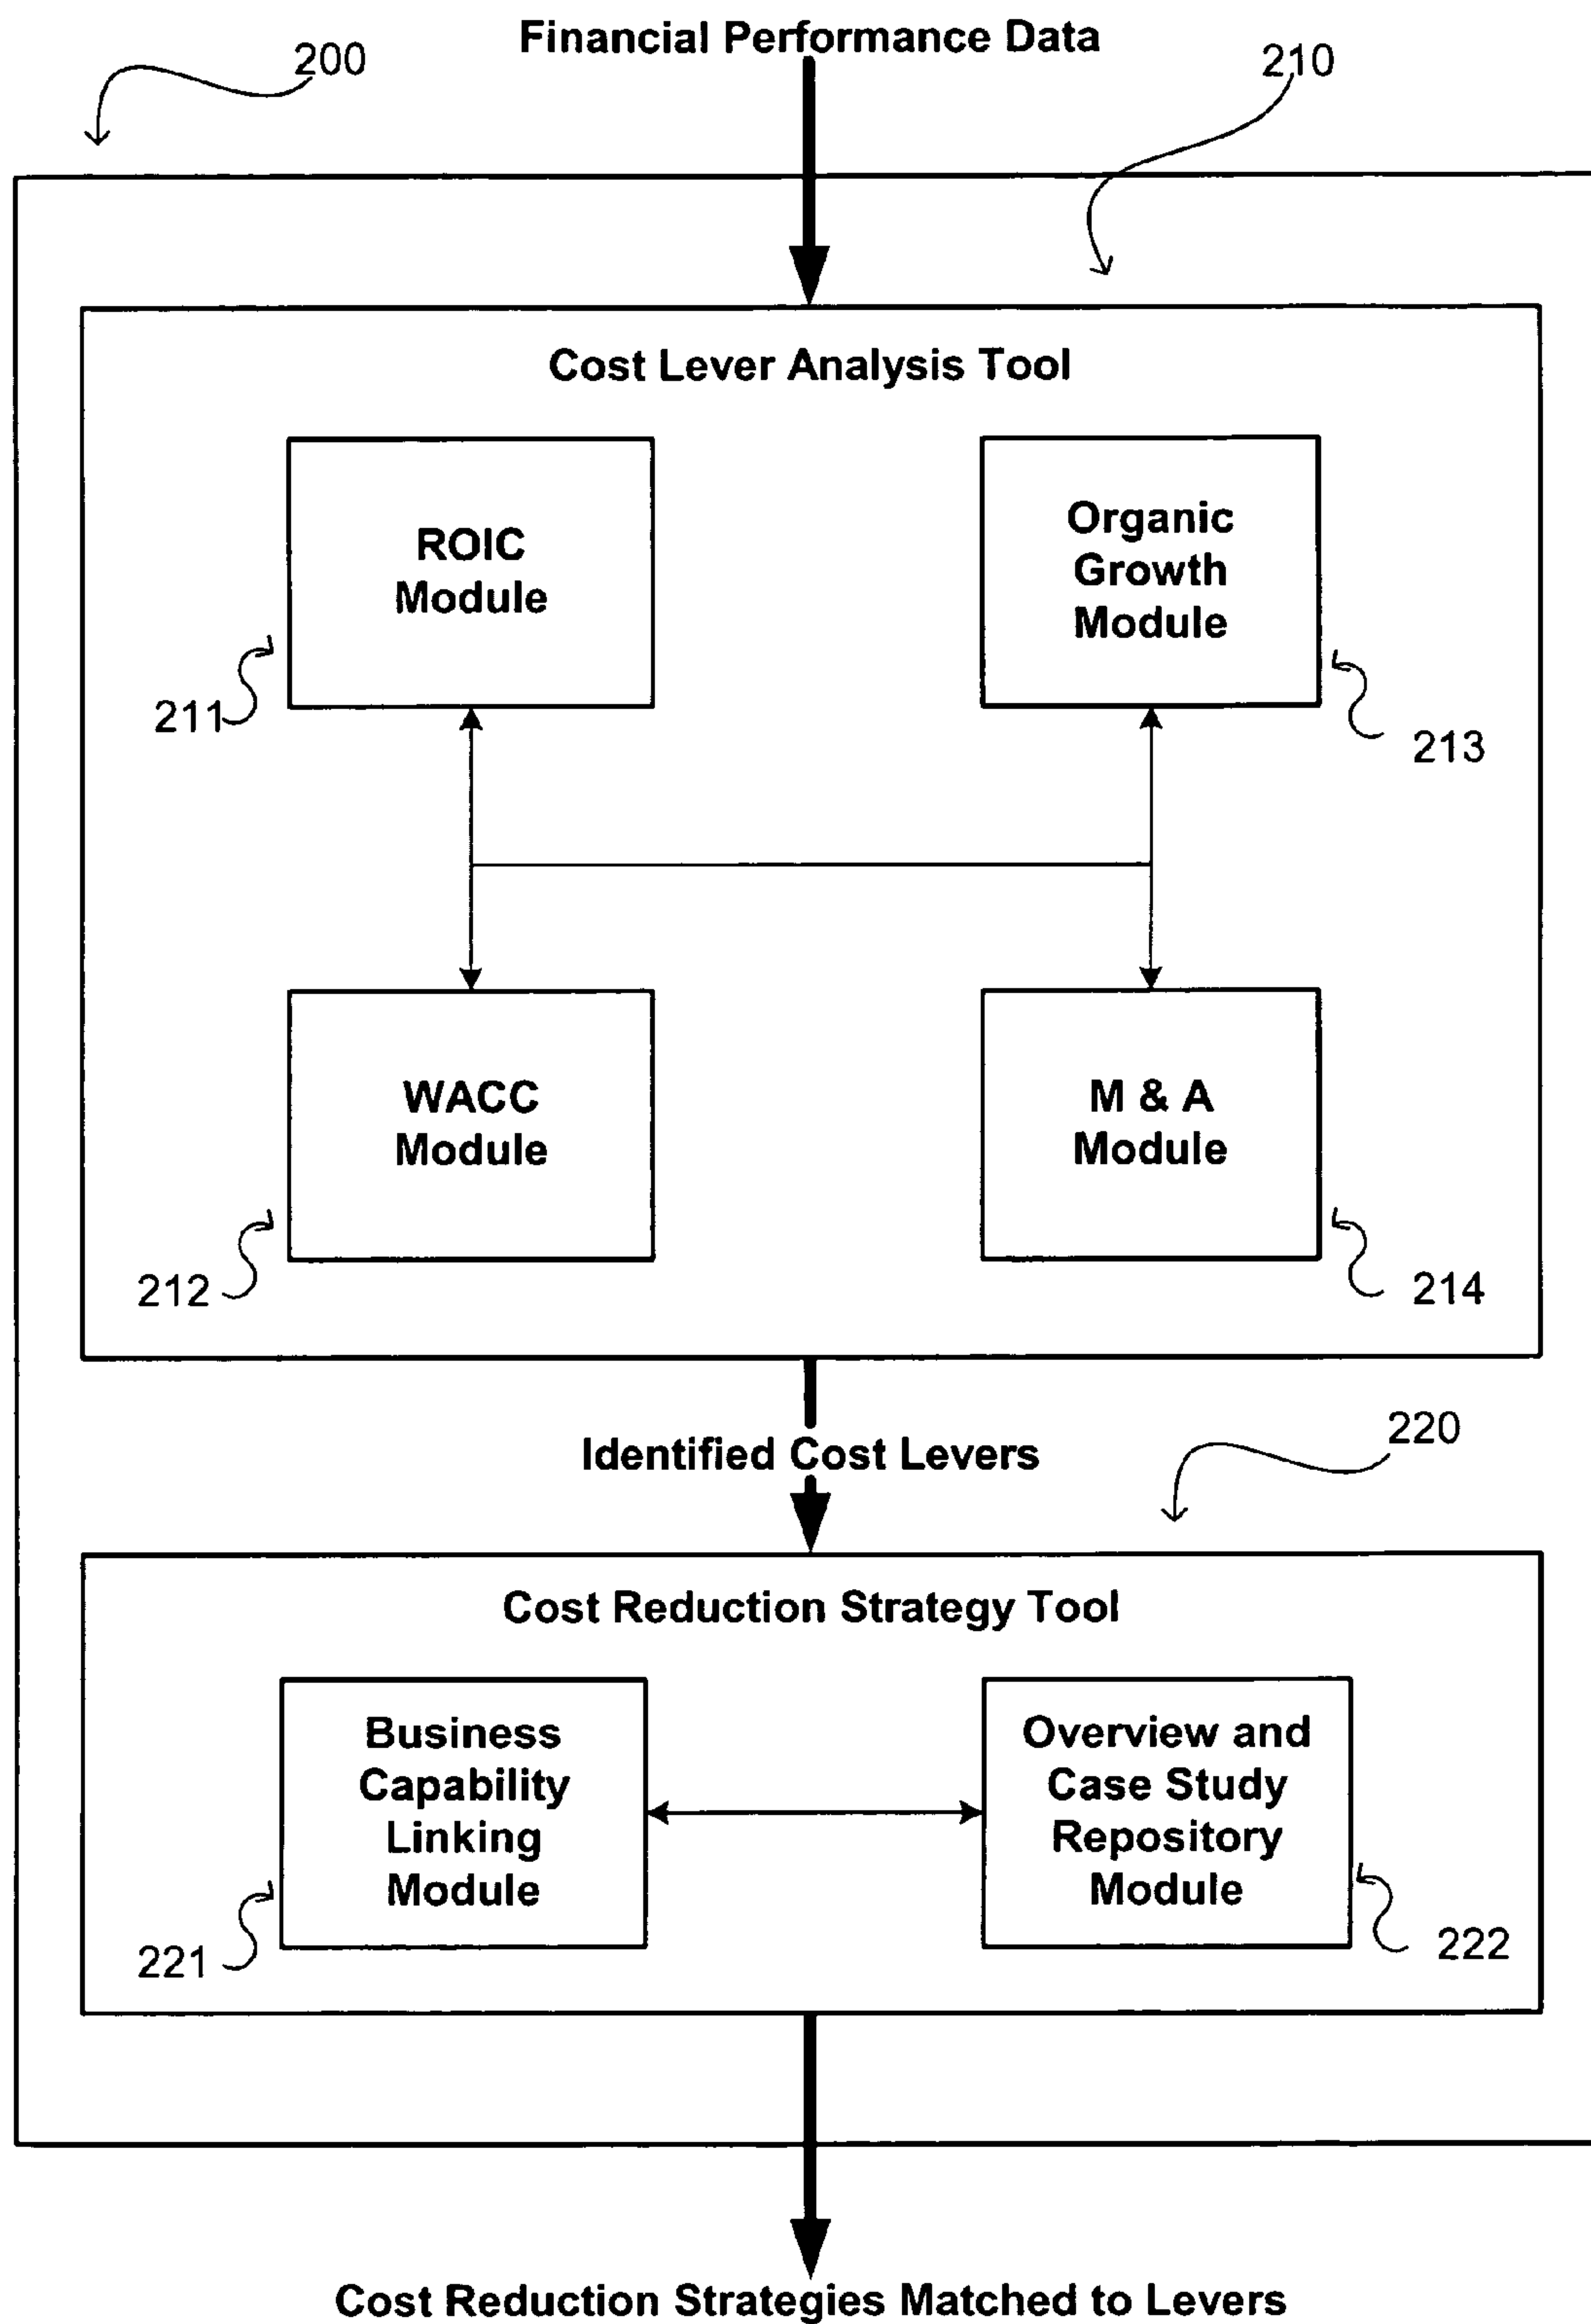 Financial Performance Data
200
210
Cost Lever Analysis Tool
ROIC
Module
211
Organic
Growth
Module
213
WACC
Module
212
M & A
Module
214
Identified Cost Levers
220
Cost Reduction Strategy Tool
Business
Capability
Linking
Module
221
Overview and
Case Study
Repository
Module
222
Cost Reduction Strategies Matched to Levers